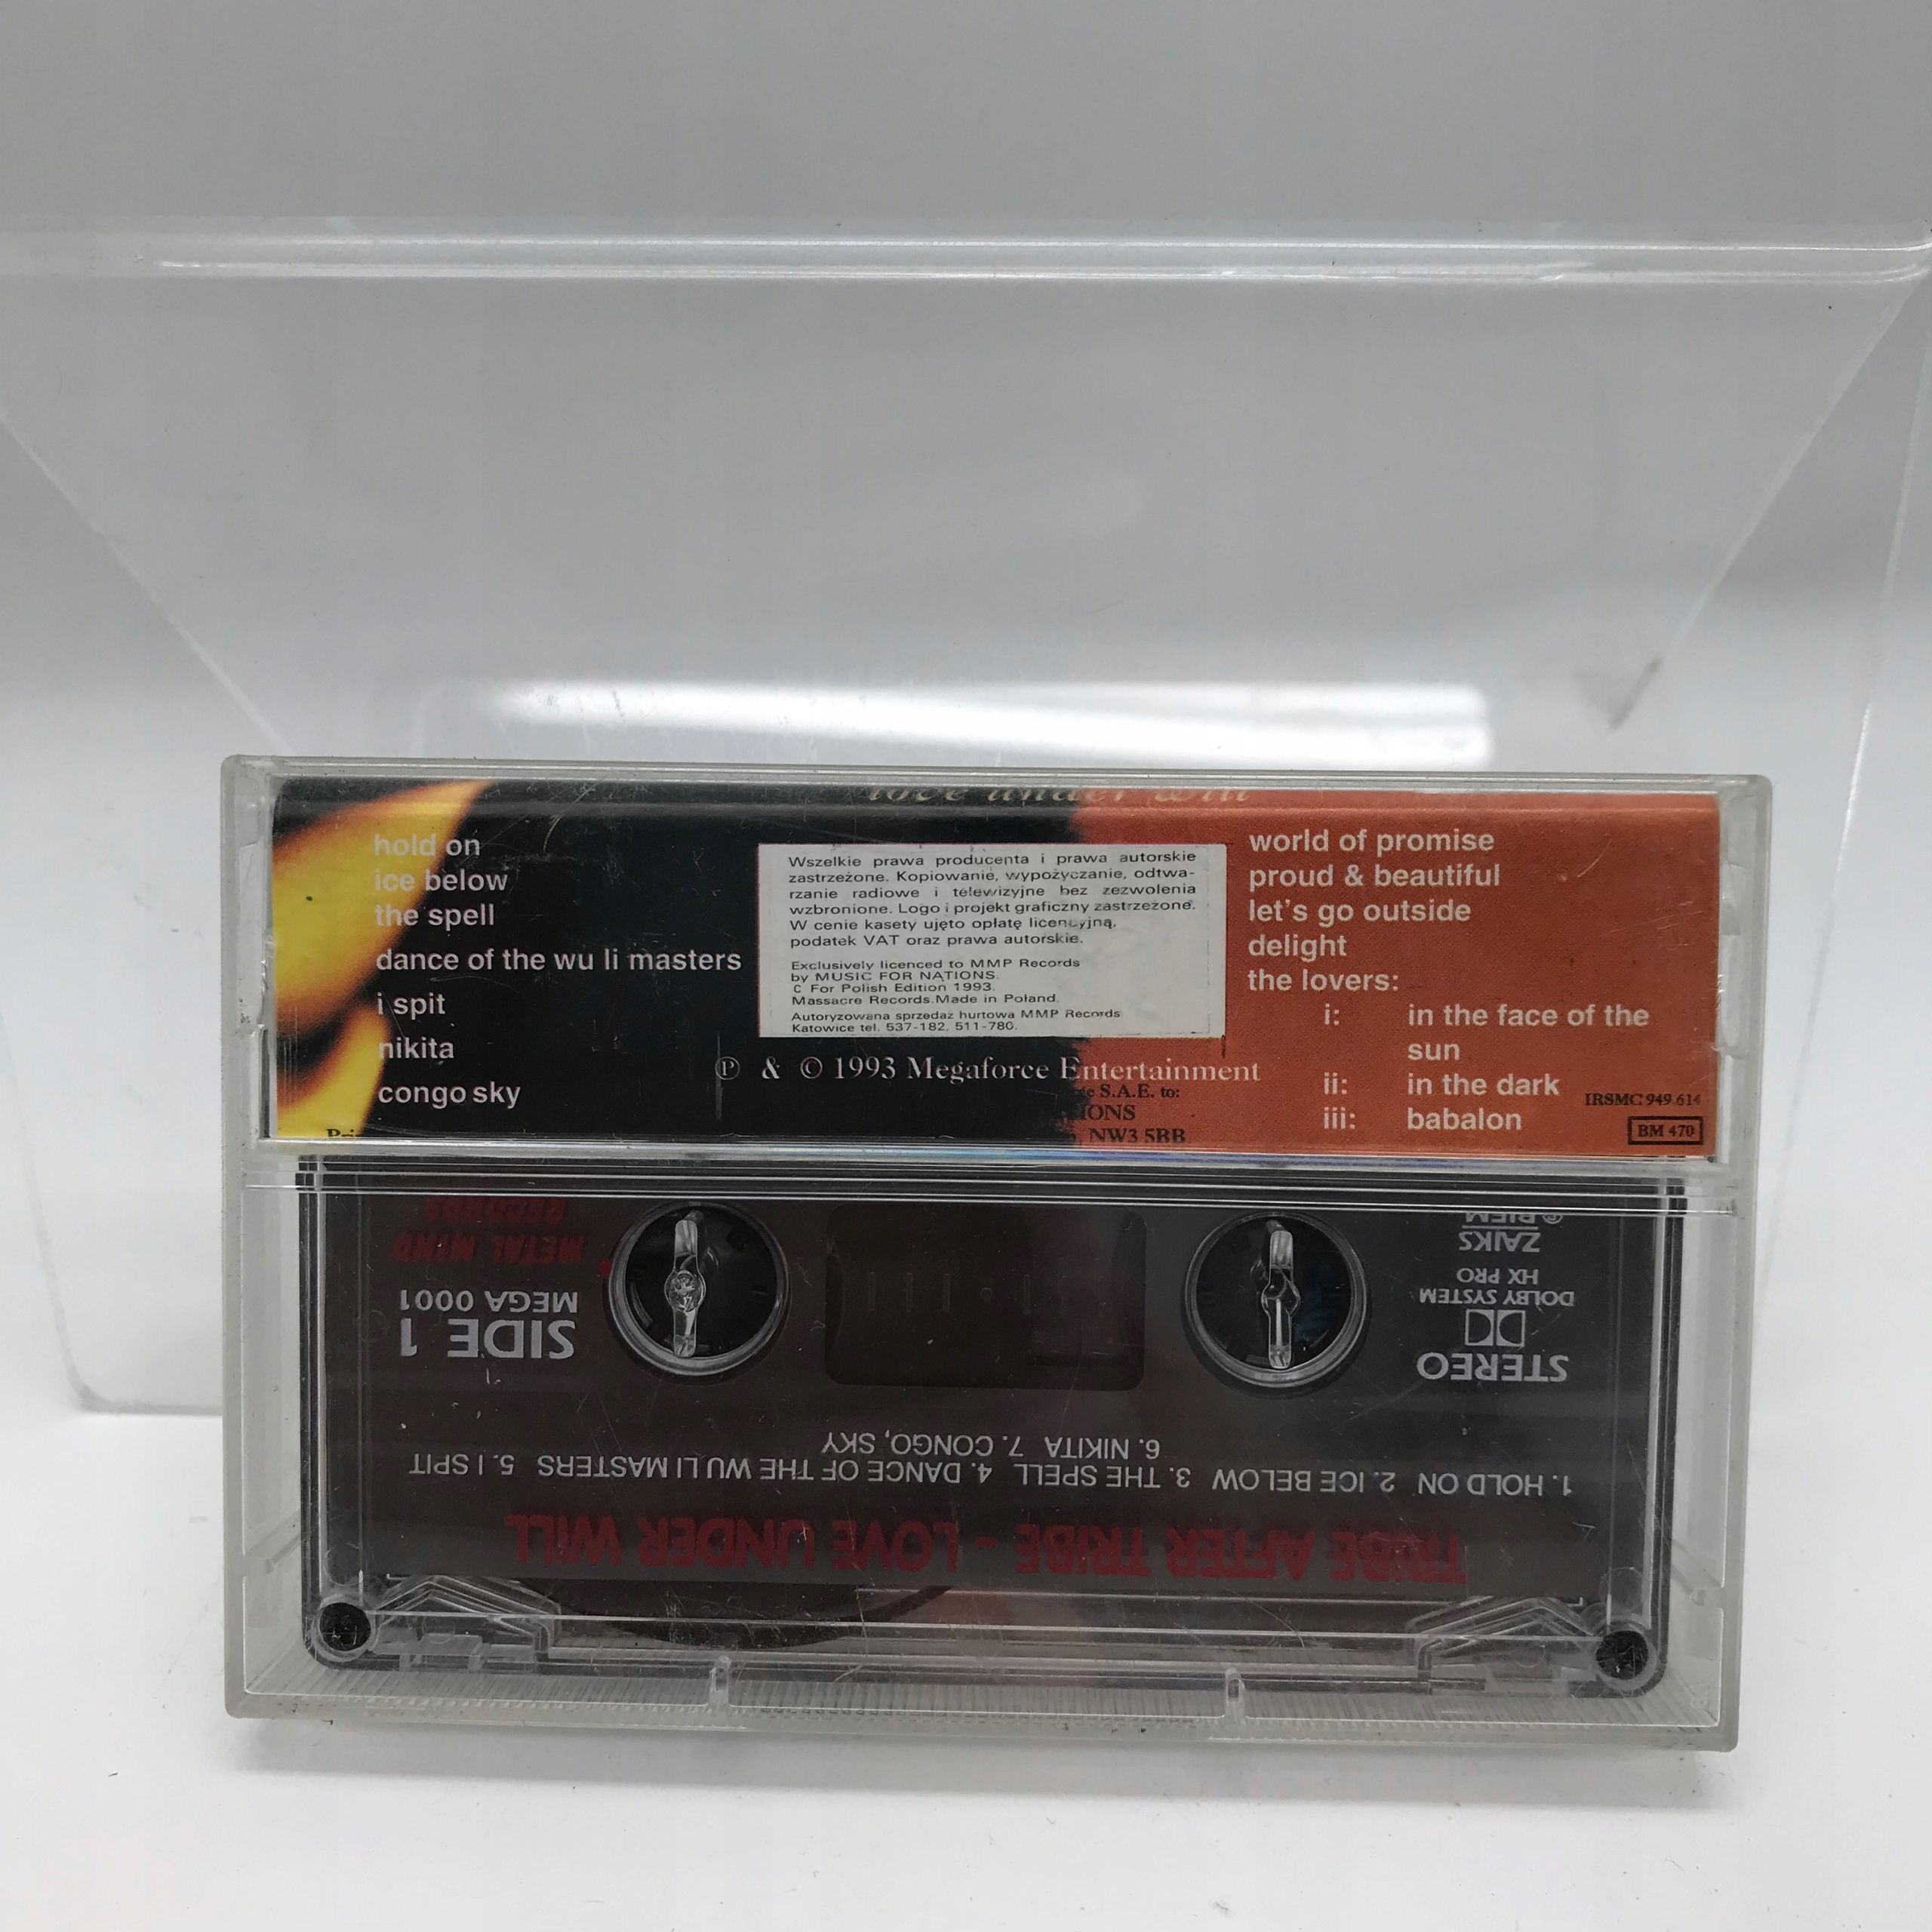 love under will
hold on
ice below
the spell
dance of the wu li masters
i spit
nikita
congo sky
Wszelkie prawa producenta i prawa autorskie
zastrzeżone. Kopiowanie, wypożyczanie, odtwa-
rzanie radiowe i telewizyjne bez zezwolenia
wzbronione. Logo i projekt graficzny zastrzeżone.
W cenie kasety ujęto opłatę licencyjną,
podatek VAT oraz prawa autorskie.
Exclusively licenced to MMP Records
by MUSIC FOR NATIONS.
C For Polish Edition 1993.
Massacre Records.Made in Poland.
Autoryzowana sprzedaż hurtowa MMP Records
Katowice tel. 537-182, 511-780.
℗ & © 1993 Megaforce Entertainment
S.A.E. to:
IONS
, NW3 5BB
world of promise
proud & beautiful
let's go outside
delight
the lovers:
i: in the face of the
sun
ii: in the dark
iii: babalon
IRSMC 949.614
BM 470
TRIBE AFTER TRIBE - LOVE UNDER WILL
1. HOLD ON 2. ICE BELOW 3. THE SPELL 4. DANCE OF THE WU LI MASTERS 5. I SPIT
6. NIKITA 7. CONGO, SKY
STEREO
DOLBY SYSTEM
HX PRO
ZAIKS
BIEM
℗
SIDE 1
MEGA 0001
METAL MIND
RECORDS